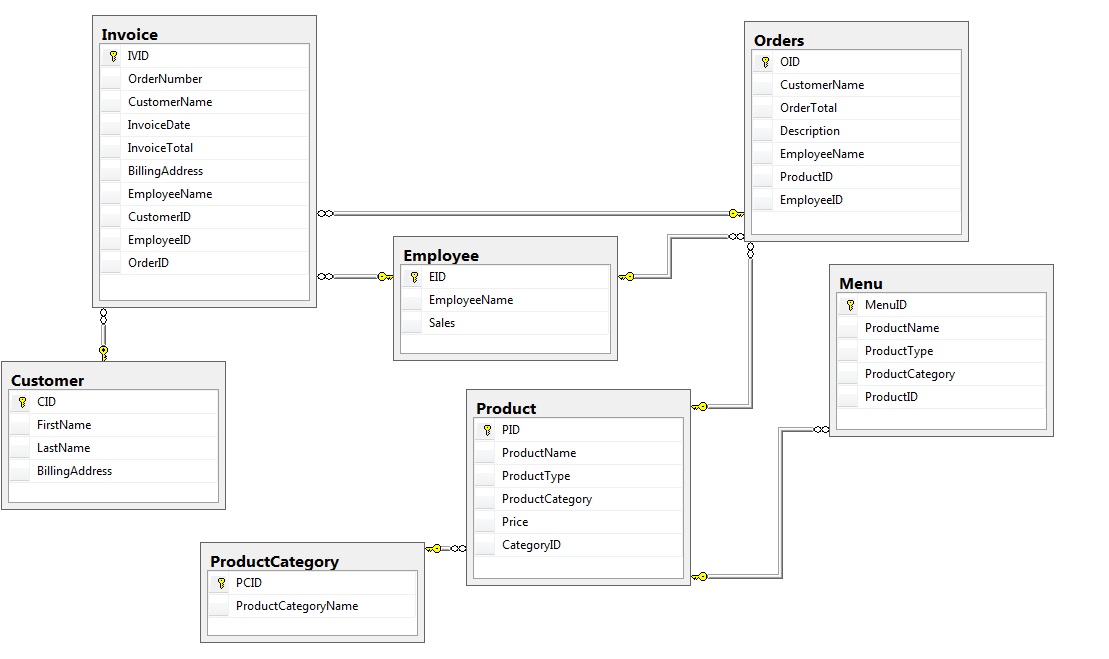 Invoice
IVID
OrderNumber
CustomerName
InvoiceDate
InvoiceTotal
BillingAddress
EmployeeName
CustomerID
EmployeeID
OrderID
Orders
OID
CustomerName
OrderTotal
Description
EmployeeName
ProductID
EmployeeID
Employee
EID
EmployeeName
Sales
Menu
MenuID
ProductName
ProductType
ProductCategory
ProductID
Customer
CID
FirstName
LastName
BillingAddress
Product
PID
ProductName
ProductType
ProductCategory
Price
CategoryID
ProductCategory
PCID
ProductCategoryName